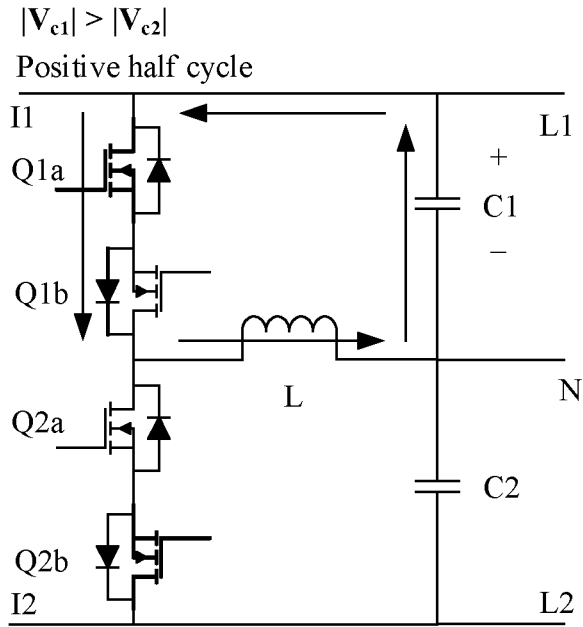 |Vc1| > |Vc2|
Positive half cycle
I1
L1
Q1a
+
C1
−
Q1b
L
N
Q2a
C2
Q2b
I2
L2